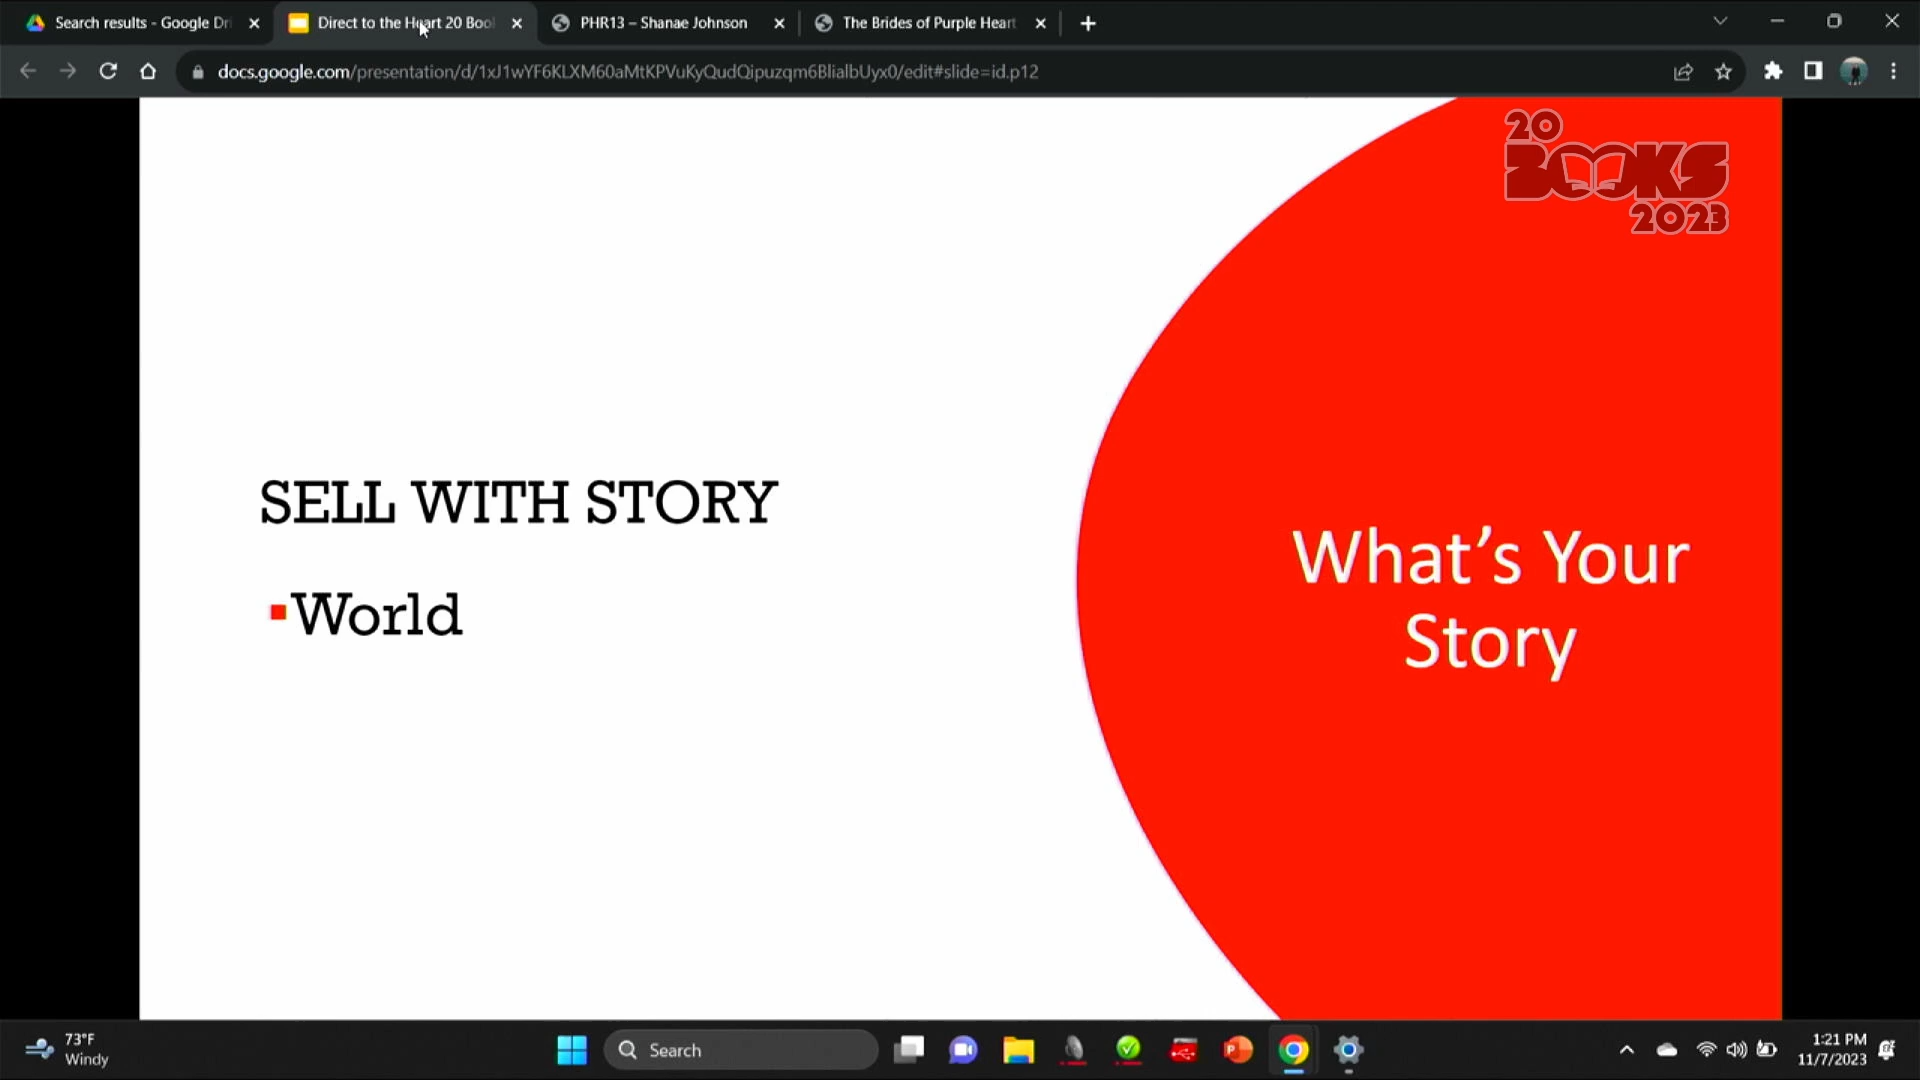 Search results - Google Dri
Direct to the Heart 20 Bool
PHR13 – Shanae Johnson
The Brides of Purple Heart
docs.google.com/presentation/d/1xJ1wYF6KLXM60aMtKPVuKyQudQipuzqm6BlialbUyx0/edit#slide=id.p12
20
BOOKS
2023
SELL WITH STORY
World
What's Your
Story
73°F
Windy
Search
1:21 PM
11/7/2023